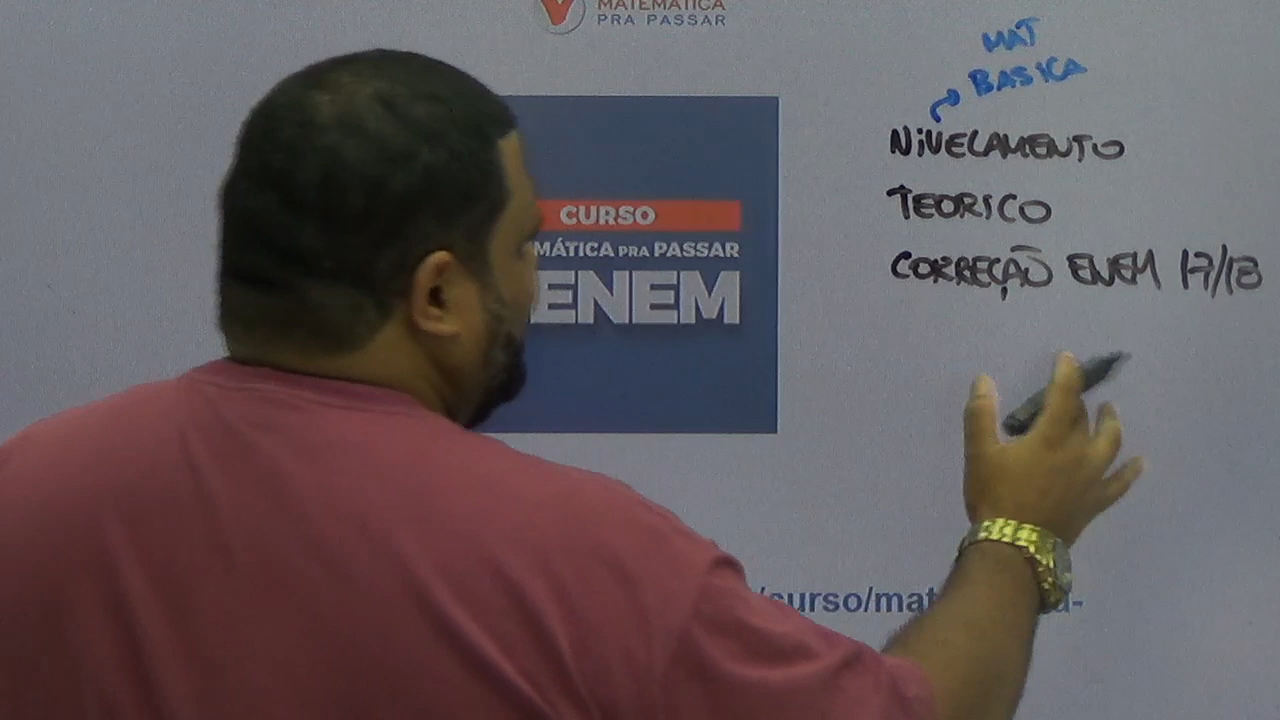 MATEMÁTICA
PRA PASSAR
MAT
BASICA
NIVELAMENTO
TEORICO
CORREÇÃO ENEM 17/18
CURSO
MÁTICA PRA PASSAR
ENEM
/curso/mat